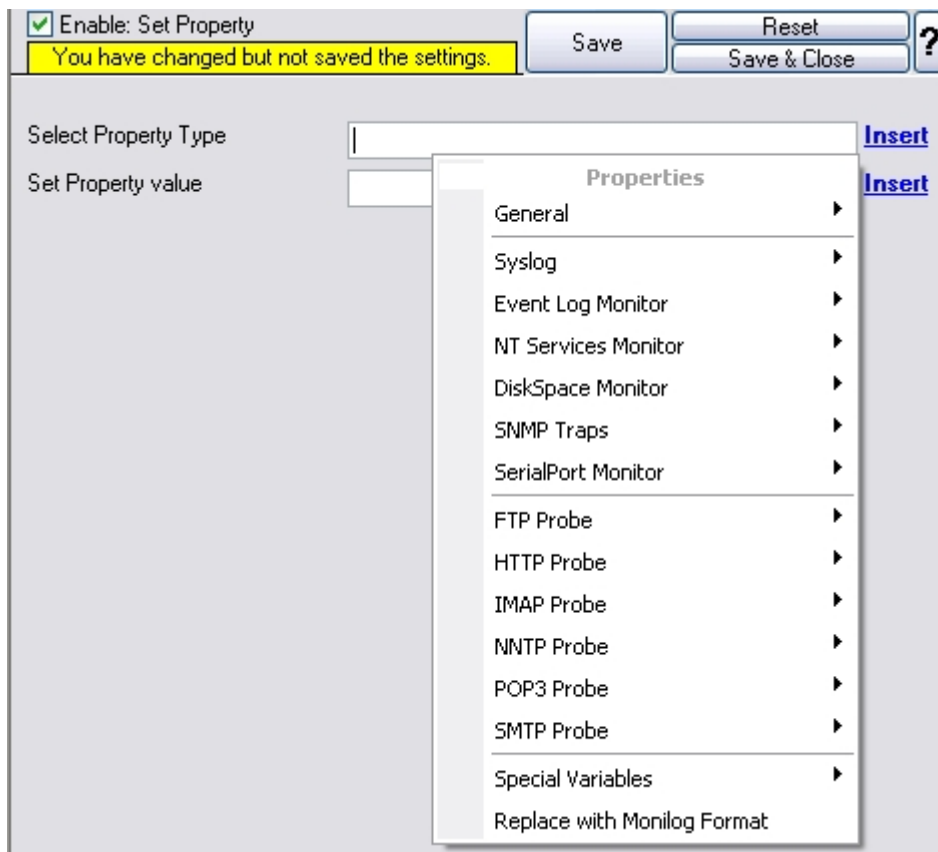 Enable: Set Property
You have changed but not saved the settings.
Save
Reset
Save & Close
?
Select Property Type
Insert
Set Property value
Insert
Properties
General
Syslog
Event Log Monitor
NT Services Monitor
DiskSpace Monitor
SNMP Traps
SerialPort Monitor
FTP Probe
HTTP Probe
IMAP Probe
NNTP Probe
POP3 Probe
SMTP Probe
Special Variables
Replace with Monilog Format